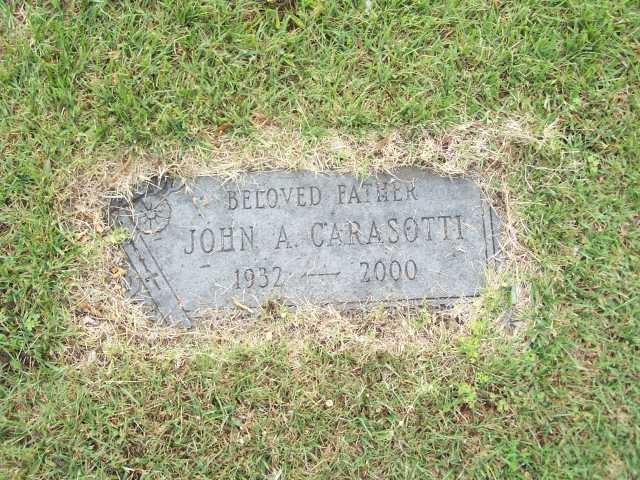 BELOVED FATHER
JOHN A. CARASOTTI
1932 — 2000